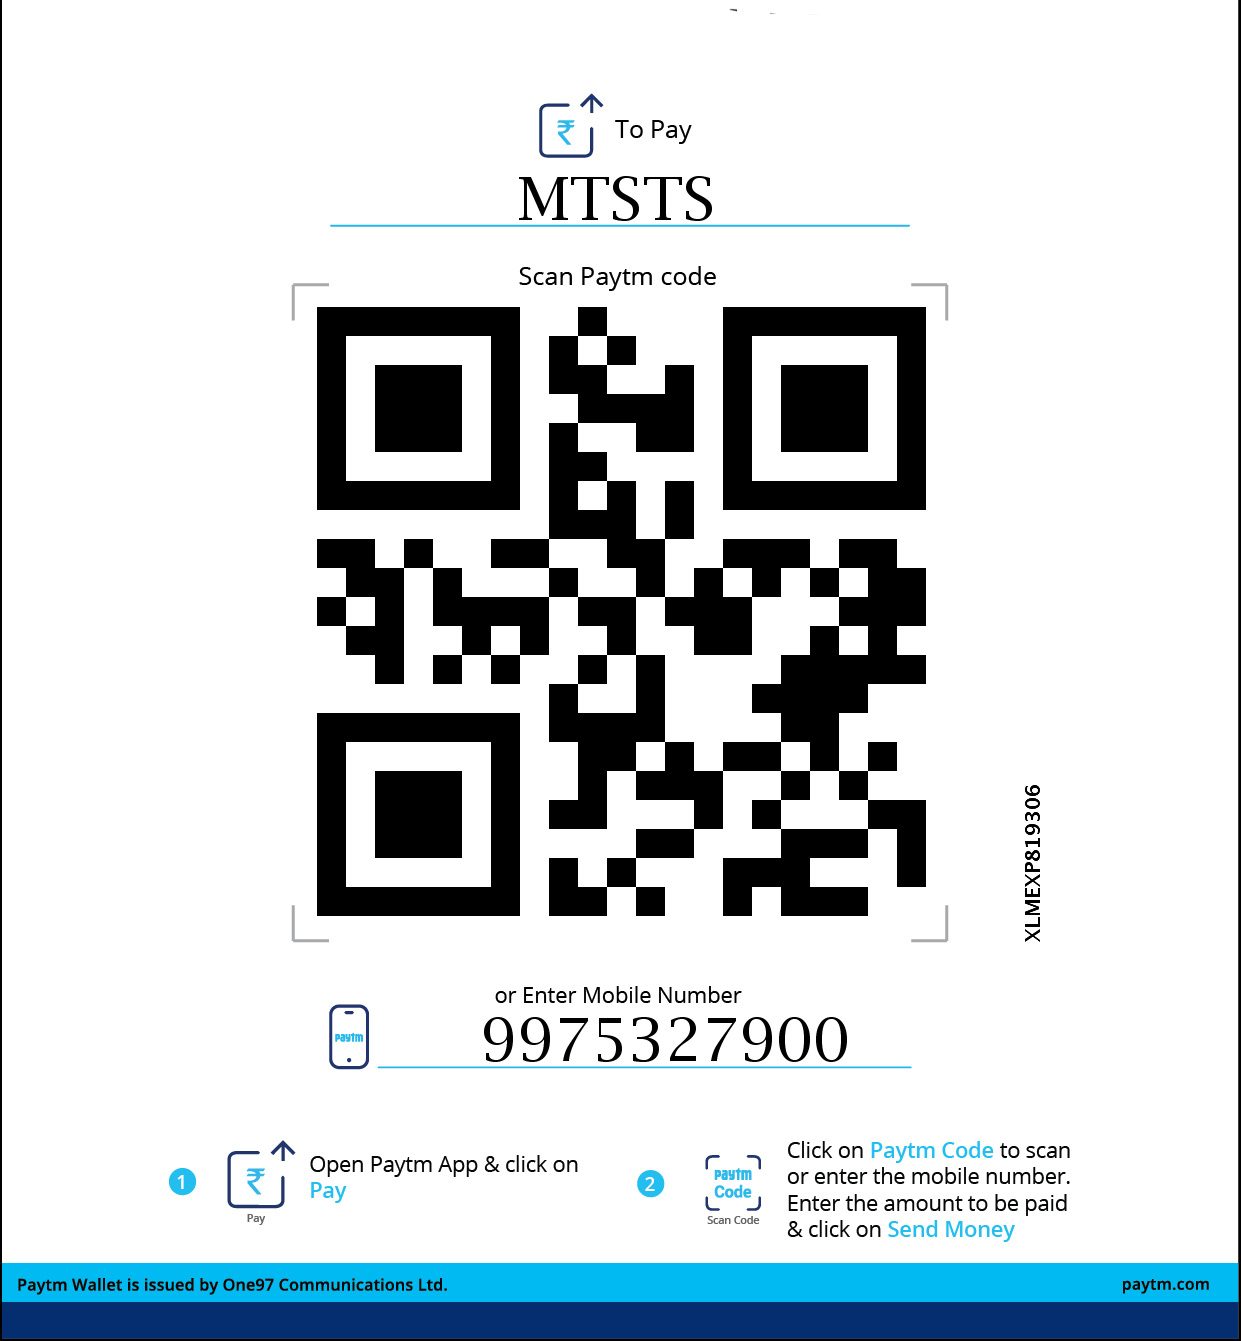 ₹ To Pay
MTSTS
Scan Paytm code
XLMEXP819306
or Enter Mobile Number
paytm
9975327900
1
₹
Pay
Open Paytm App & click on
Pay
2
paytm
Code
Scan Code
Click on Paytm Code to scan
or enter the mobile number.
Enter the amount to be paid
& click on Send Money
Paytm Wallet is issued by One97 Communications Ltd.
paytm.com